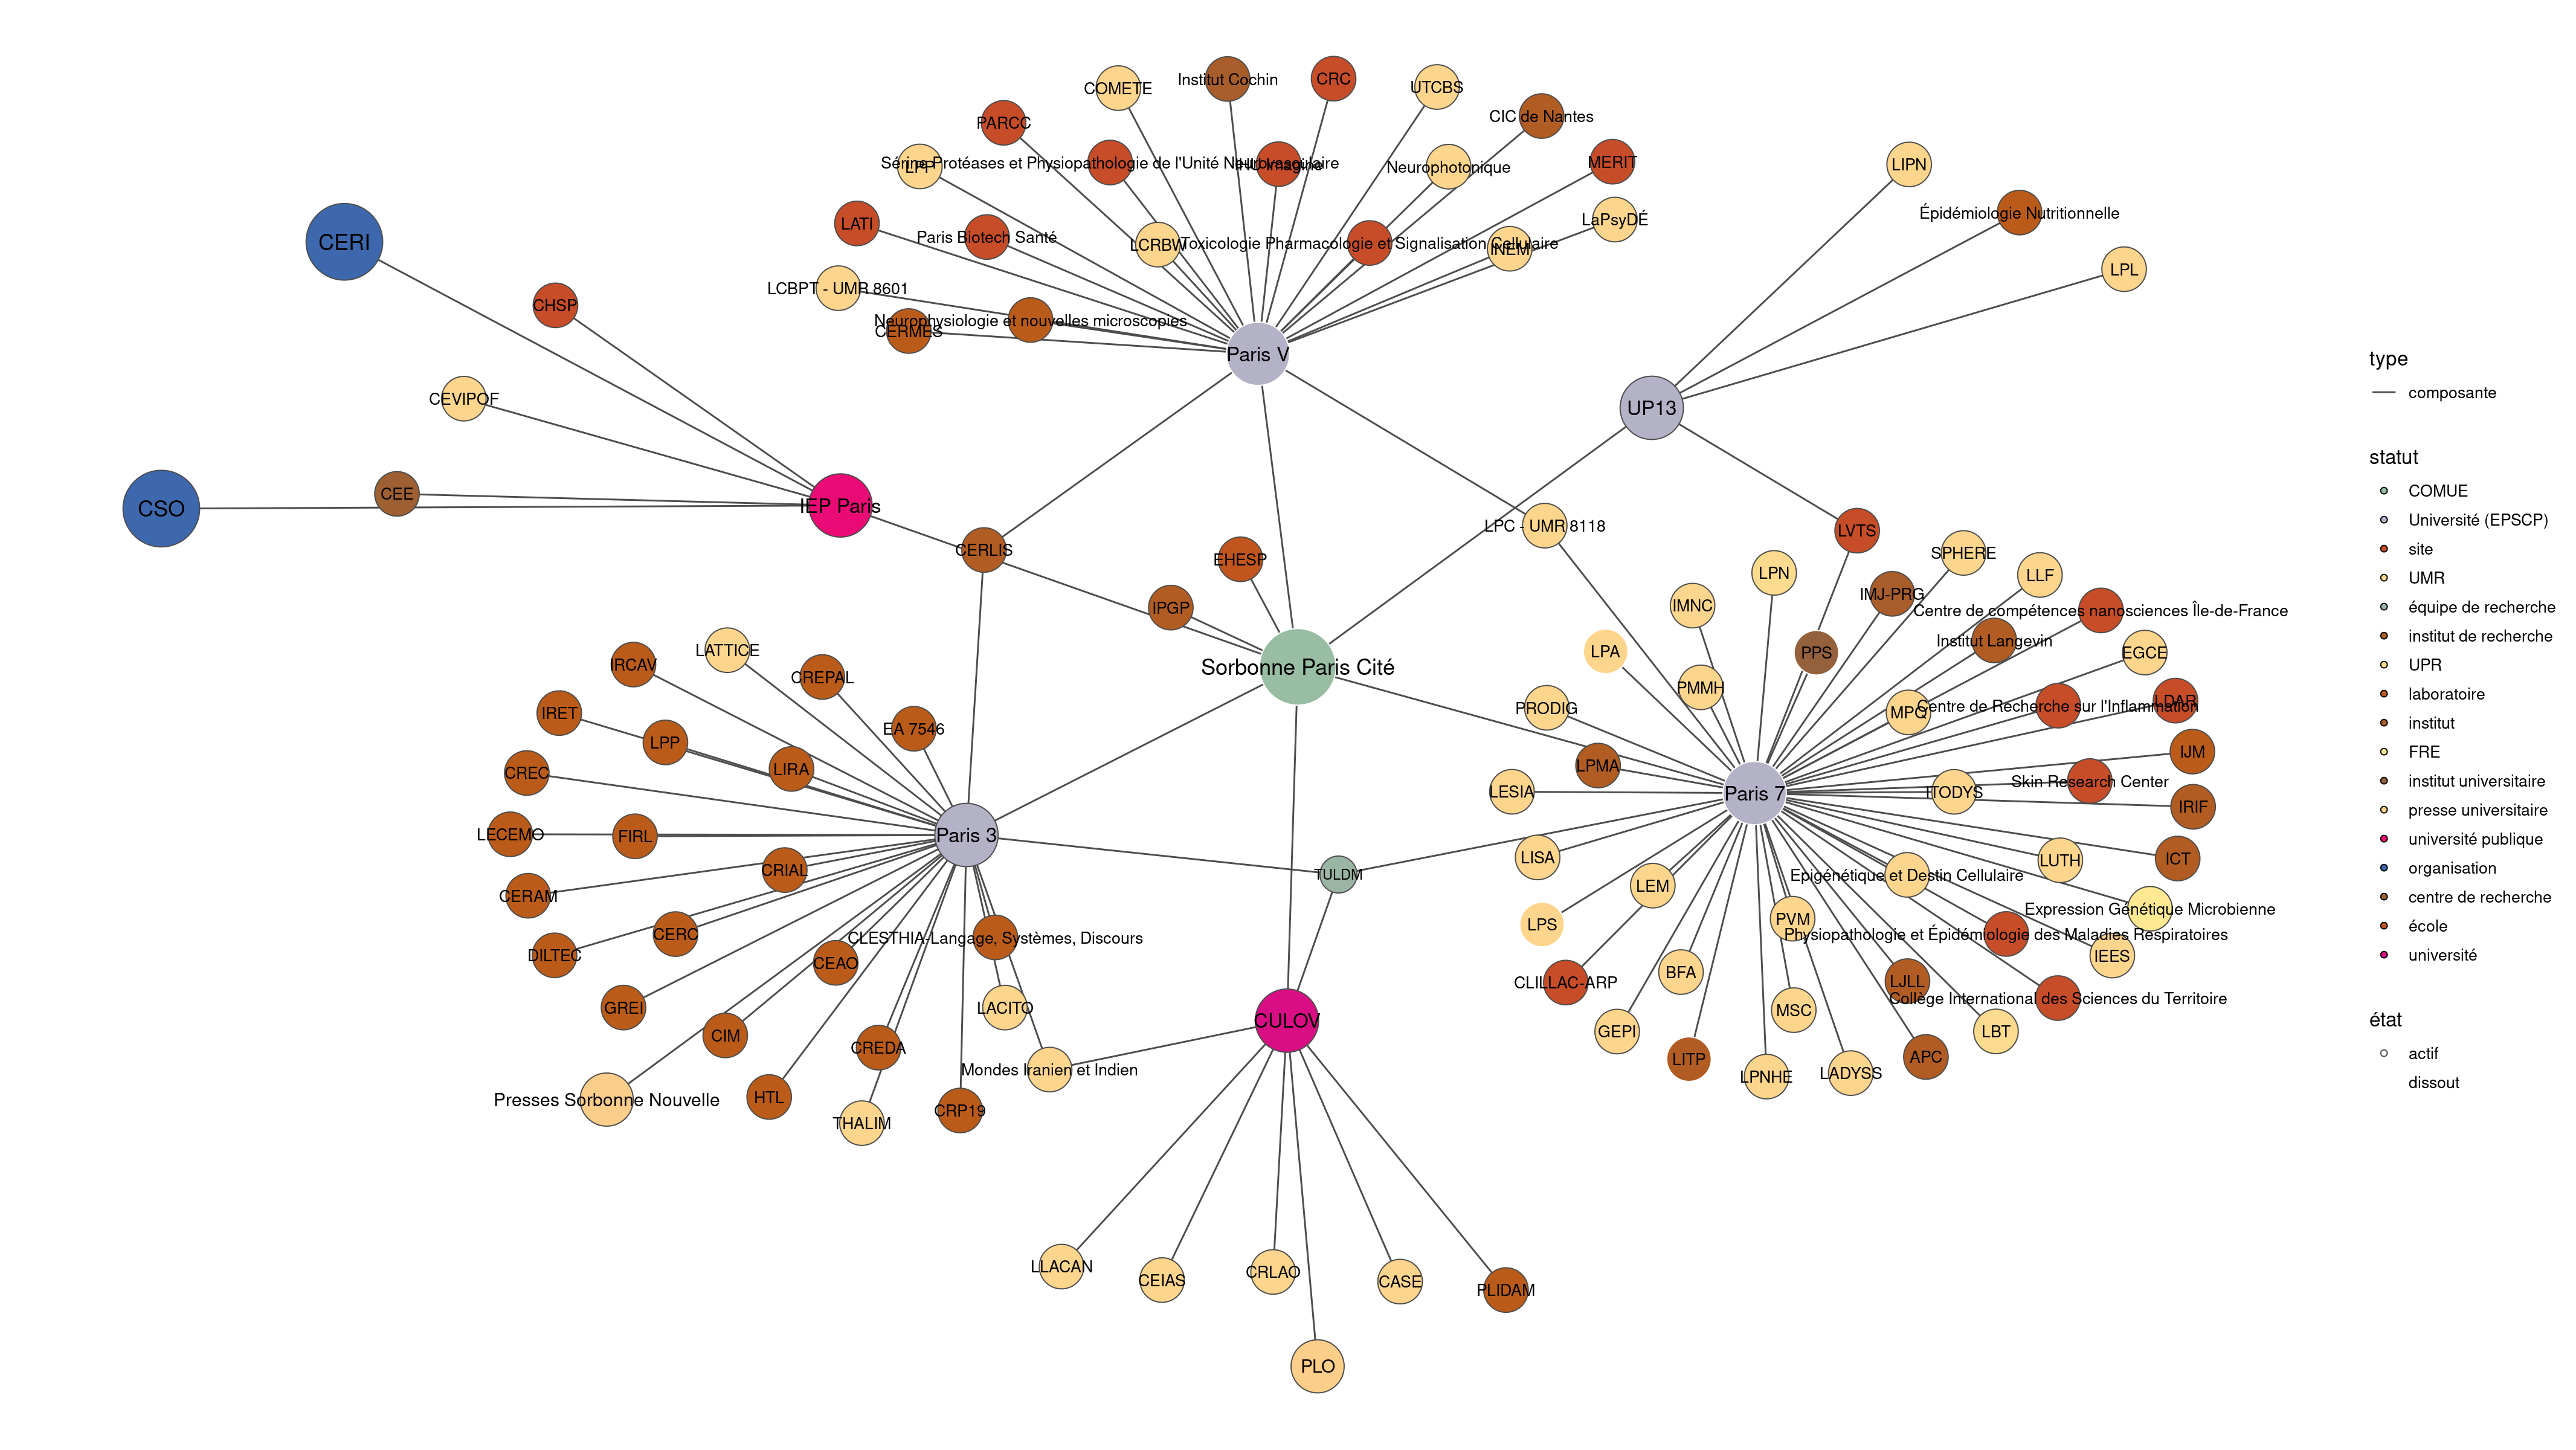 Institut Cochin
CRC
COMETE
UTCBS
CIC de Nantes
PARCC
Sérine Protéases et Physiopathologie de l'Unité Neurovasculaire
IHU Imagine
LPP
Neurophotonique
MERIT
LIPN
Épidémiologie Nutritionnelle
LaPsyDÉ
LATI
Paris Biotech Santé
LCRBW
Toxicologie Pharmacologie et Signalisation Cellulaire
INEM
CERI
LPL
LCBPT - UMR 8601
CHSP
Neurophysiologie et nouvelles microscopies
CERMES
Paris V
type
composante
CEVIPOF
UP13
statut
COMUE
Université (EPSCP)
site
UMR
équipe de recherche
institut de recherche
UPR
laboratoire
institut
FRE
institut universitaire
presse universitaire
université publique
organisation
centre de recherche
école
université
état
actif
dissout
CEE
CSO
IEP Paris
LPC - UMR 8118
LVTS
CERLIS
EHESP
SPHERE
LPN
LLF
IMJ-PRG
IPGP
IMNC
Centre de compétences nanosciences Île-de-France
Institut Langevin
LATTICE
LPA
PPS
EGCE
IRCAV
Sorbonne Paris Cité
CREPAL
PMMH
LDAR
PRODIG
MPQ
Centre de Recherche sur l'Inflammation
IRET
EA 7546
LPP
IJM
LPMA
LIRA
CREC
Skin Research Center
LESIA
Paris 7
ITODYS
IRIF
LECEMO
FIRL
Paris 3
LISA
ICT
LUTH
CRIAL
TULDM
Epigénétique et Destin Cellulaire
LEM
CERAM
Expression Génétique Microbienne
PVM
LPS
CERC
CLESTHIA-Langage, Systèmes, Discours
Physiopathologie et Épidémiologie des Maladies Respiratoires
DILTEC
IEES
CEAO
BFA
CLILLAC-ARP
LJLL
Collège International des Sciences du Territoire
GREI
LACITO
MSC
CULOV
GEPI
LBT
CIM
CREDA
APC
LITP
Mondes Iranien et Indien
LADYSS
LPNHE
HTL
Presses Sorbonne Nouvelle
CRP19
THALIM
LLACAN
CRLAO
CEIAS
CASE
PLIDAM
PLO